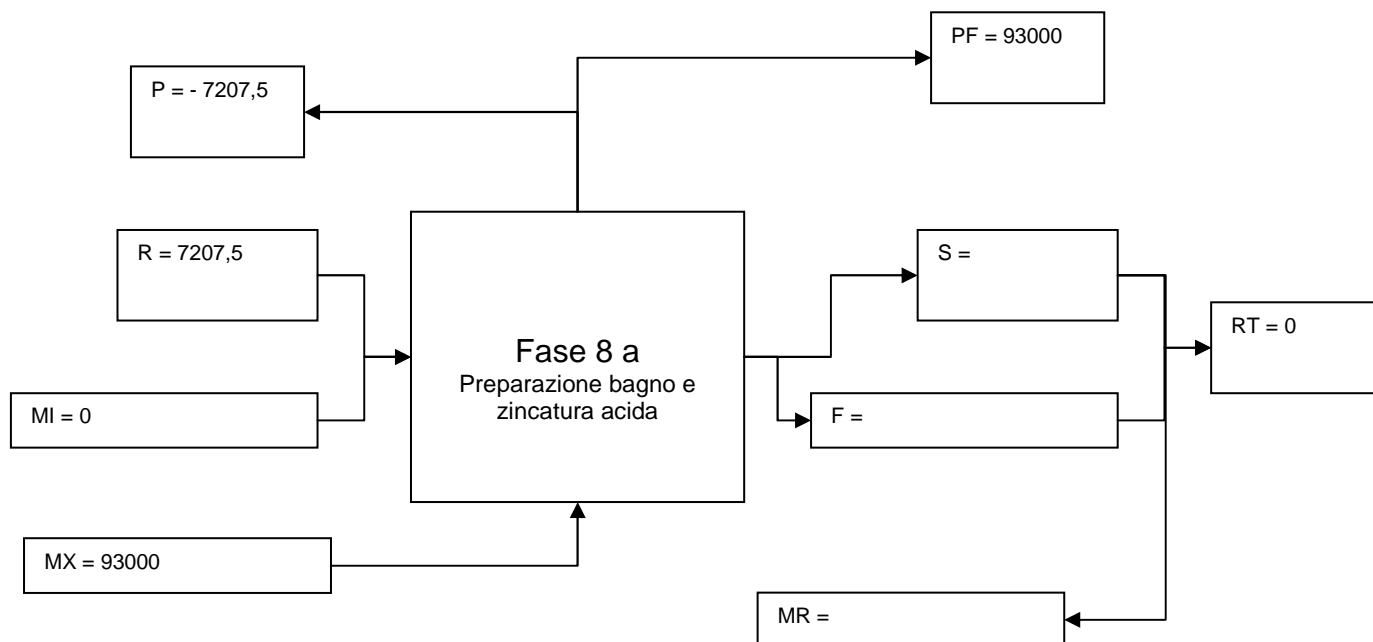 PF = 93000
P = - 7207,5
R = 7207,5
S =
RT = 0
Fase 8 a
Preparazione bagno e
zincatura acida
MI = 0
F =
MX = 93000
MR =